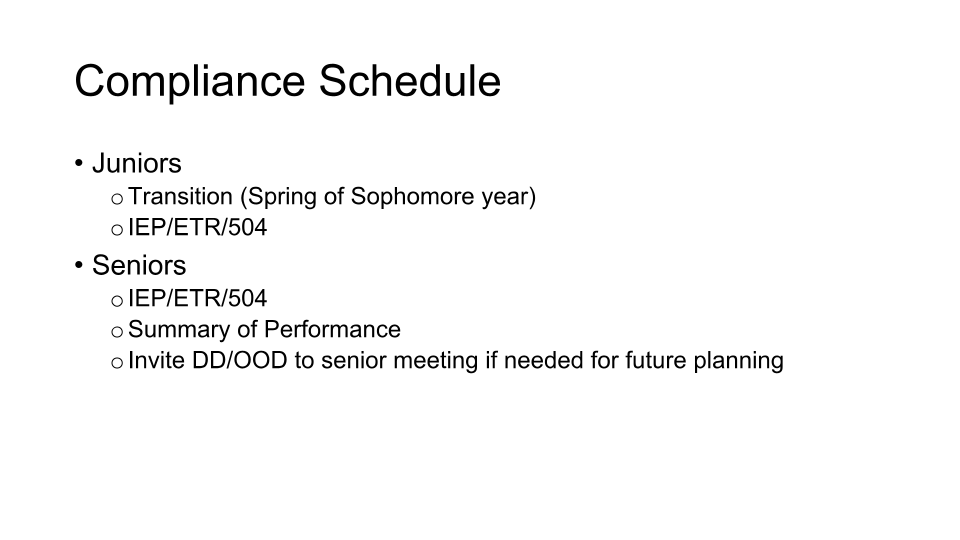 Compliance Schedule
• Juniors
o Transition (Spring of Sophomore year)
o IEP/ETR/504
• Seniors
o IEP/ETR/504
o Summary of Performance
o Invite DD/OOD to senior meeting if needed for future planning